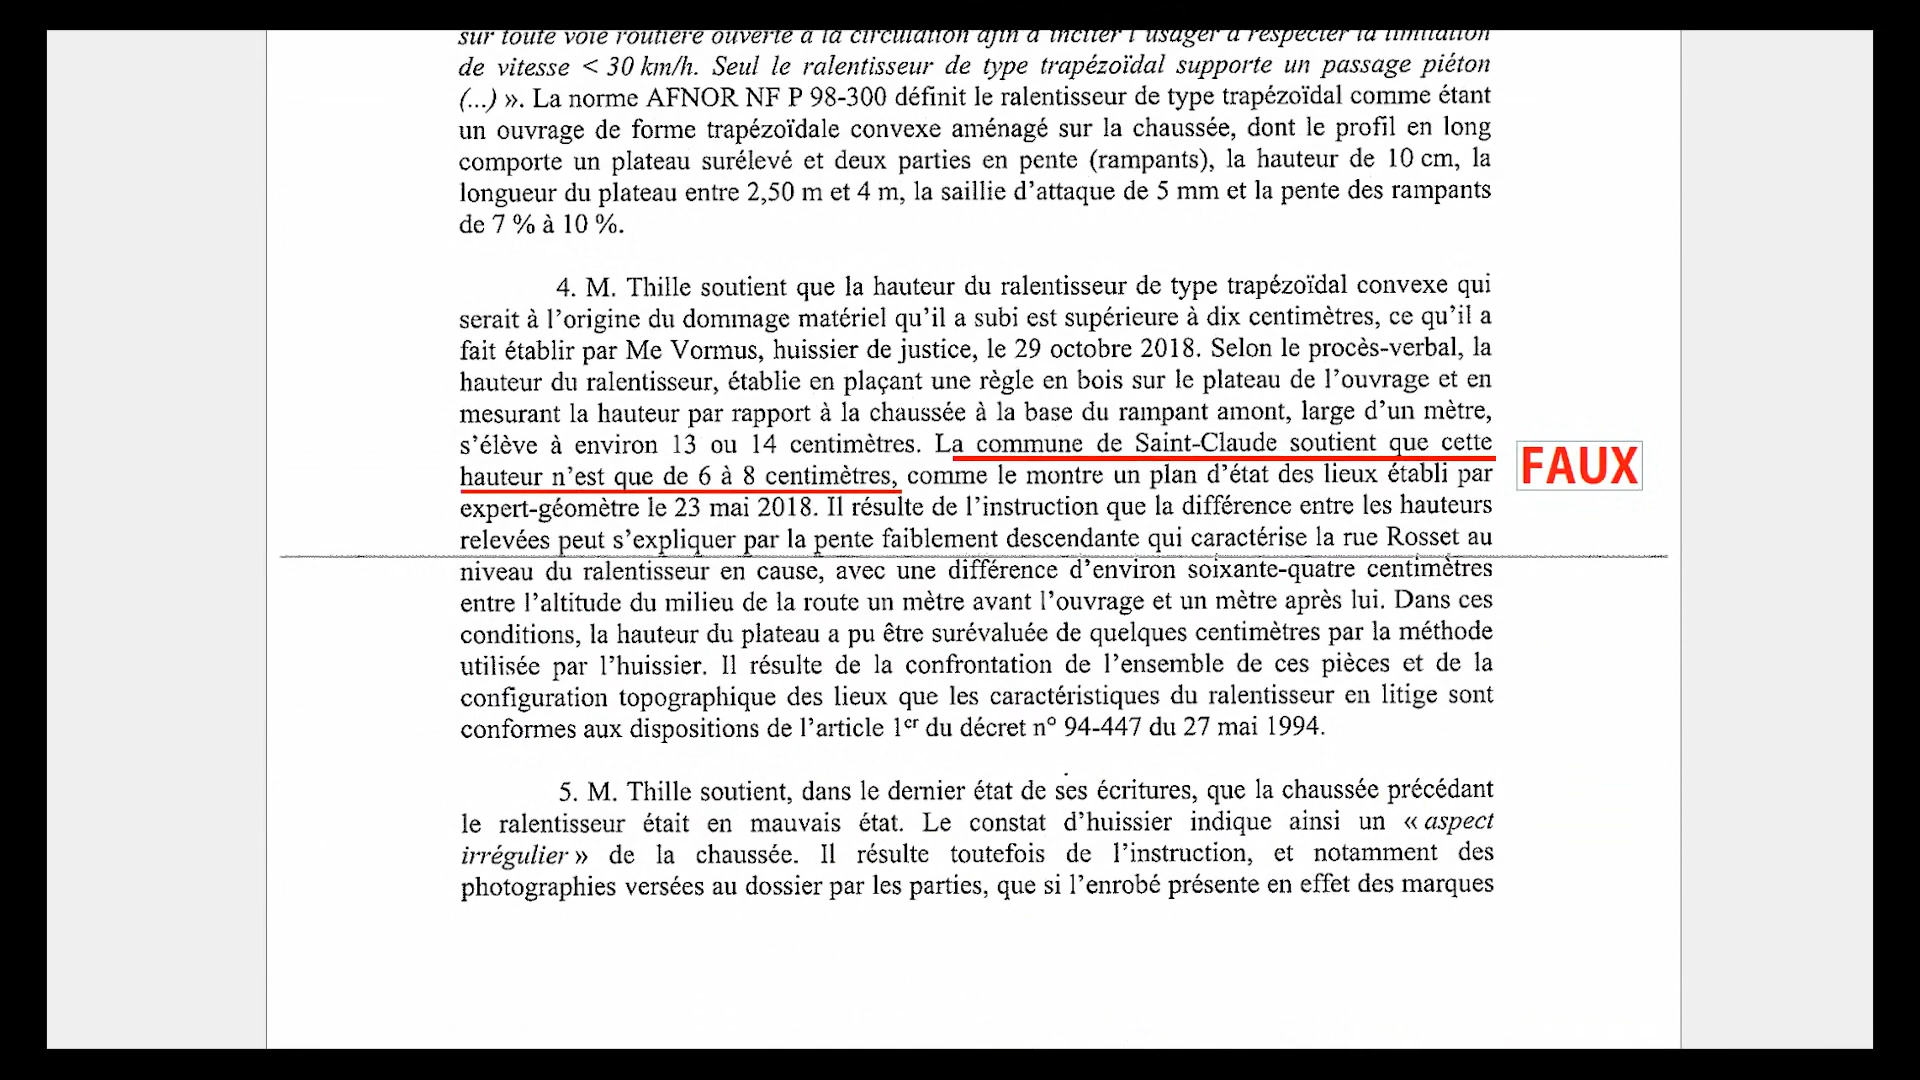 sur toute voie routière ouverte à la circulation afin d'inciter l'usager à respecter la limitation
de vitesse < 30 km/h. Seul le ralentisseur de type trapézoïdal supporte un passage piéton
(...) ». La norme AFNOR NF P 98-300 définit le ralentisseur de type trapézoïdal comme étant
un ouvrage de forme trapézoïdale convexe aménagé sur la chaussée, dont le profil en long
comporte un plateau surélevé et deux parties en pente (rampants), la hauteur de 10 cm, la
longueur du plateau entre 2,50 m et 4 m, la saillie d'attaque de 5 mm et la pente des rampants
de 7 % à 10 %.
4. M. Thille soutient que la hauteur du ralentisseur de type trapézoïdal convexe qui
serait à l'origine du dommage matériel qu'il a subi est supérieure à dix centimètres, ce qu'il a
fait établir par Me Vormus, huissier de justice, le 29 octobre 2018. Selon le procès-verbal, la
hauteur du ralentisseur, établie en plaçant une règle en bois sur le plateau de l'ouvrage et en
mesurant la hauteur par rapport à la chaussée à la base du rampant amont, large d'un mètre,
s'élève à environ 13 ou 14 centimètres. La commune de Saint-Claude soutient que cette
hauteur n'est que de 6 à 8 centimètres, comme le montre un plan d'état des lieux établi par
FAUX
expert-géomètre le 23 mai 2018. Il résulte de l'instruction que la différence entre les hauteurs
relevées peut s'expliquer par la pente faiblement descendante qui caractérise la rue Rosset au
niveau du ralentisseur en cause, avec une différence d'environ soixante-quatre centimètres
entre l'altitude du milieu de la route un mètre avant l'ouvrage et un mètre après lui. Dans ces
conditions, la hauteur du plateau a pu être surévaluée de quelques centimètres par la méthode
utilisée par l'huissier. Il résulte de la confrontation de l'ensemble de ces pièces et de la
configuration topographique des lieux que les caractéristiques du ralentisseur en litige sont
conformes aux dispositions de l'article 1er du décret n° 94-447 du 27 mai 1994.
5. M. Thille soutient, dans le dernier état de ses écritures, que la chaussée précédant
le ralentisseur était en mauvais état. Le constat d'huissier indique ainsi un « aspect
irrégulier » de la chaussée. Il résulte toutefois de l'instruction, et notamment des
photographies versées au dossier par les parties, que si l'enrobé présente en effet des marques